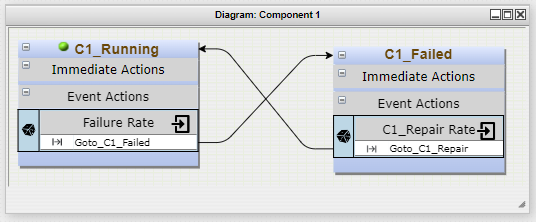 Diagram: Component 1
C1_Running
Immediate Actions
Event Actions
Failure Rate
Goto_C1_Failed
C1_Failed
Immediate Actions
Event Actions
C1_Repair Rate
Goto_C1_Repair